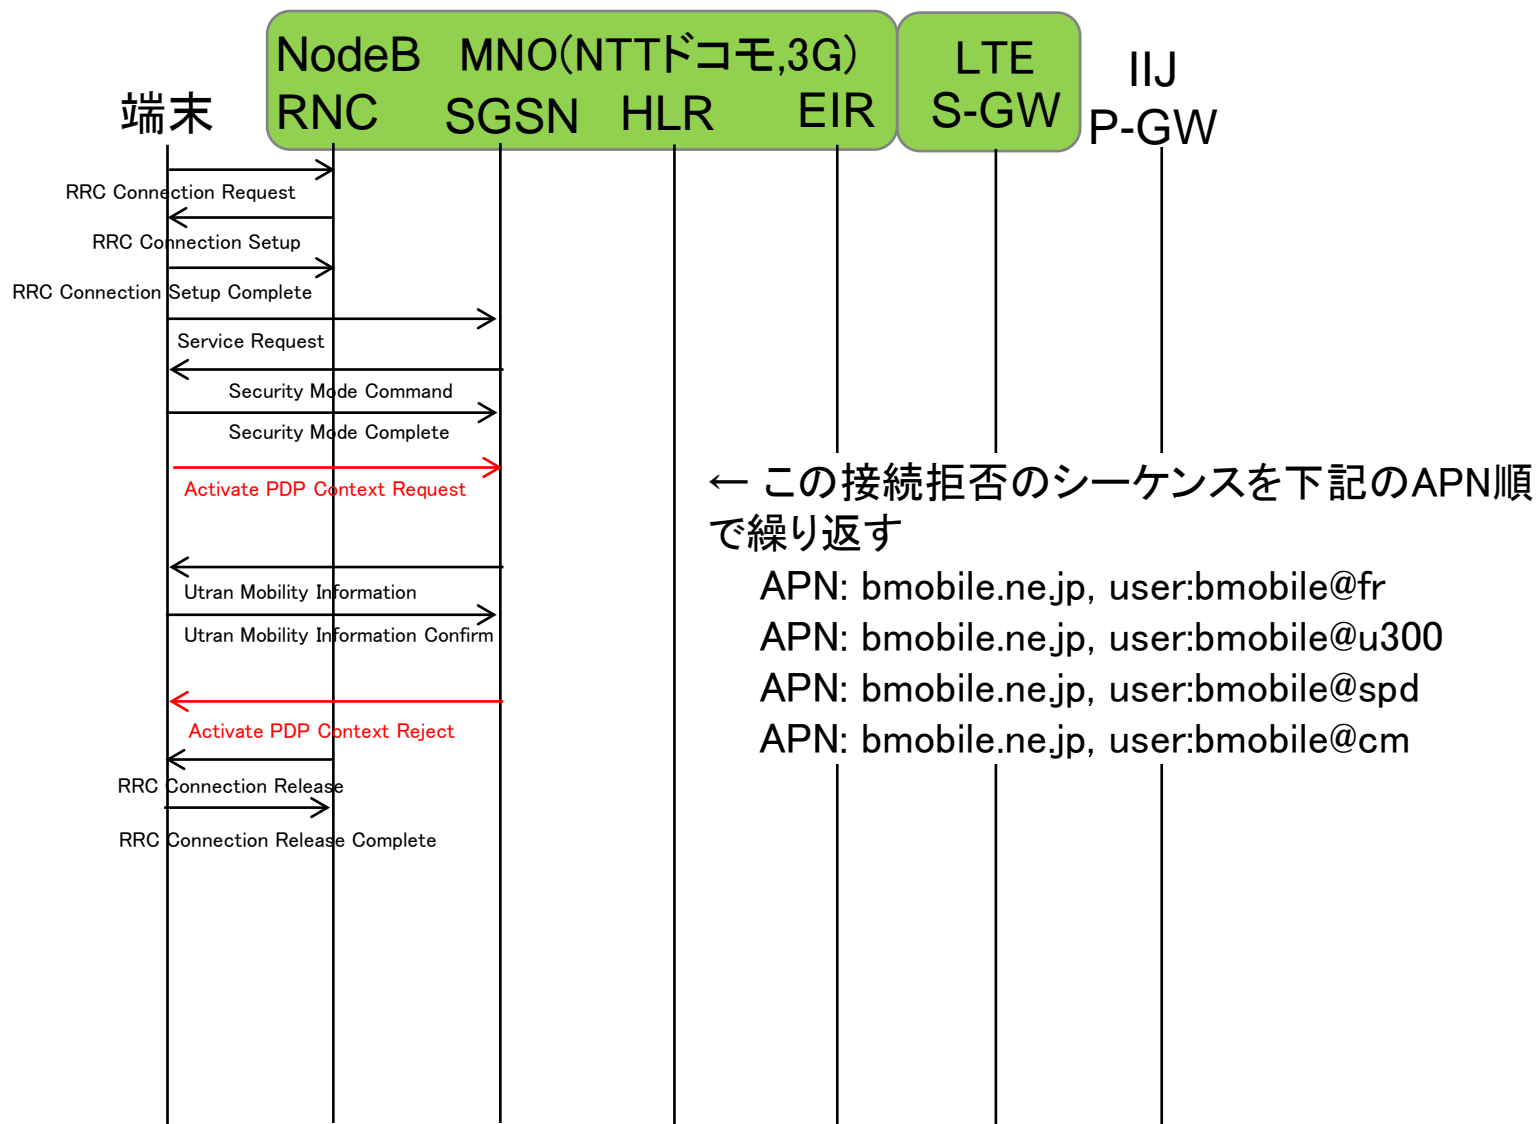 NodeB MNO(NTTドコモ,3G) LTE IIJ
端末 RNC SGSN HLR EIR S-GW P-GW
RRC Connection Request
RRC Connection Setup
RRC Connection Setup Complete
Service Request
Security Mode Command
Security Mode Complete
Activate PDP Context Request
← この接続拒否のシーケンスを下記のAPN順
で繰り返す
APN: bmobile.ne.jp, user:bmobile@fr
APN: bmobile.ne.jp, user:bmobile@u300
APN: bmobile.ne.jp, user:bmobile@spd
APN: bmobile.ne.jp, user:bmobile@cm
Utran Mobility Information
Utran Mobility Information Confirm
Activate PDP Context Reject
RRC Connection Release
RRC Connection Release Complete